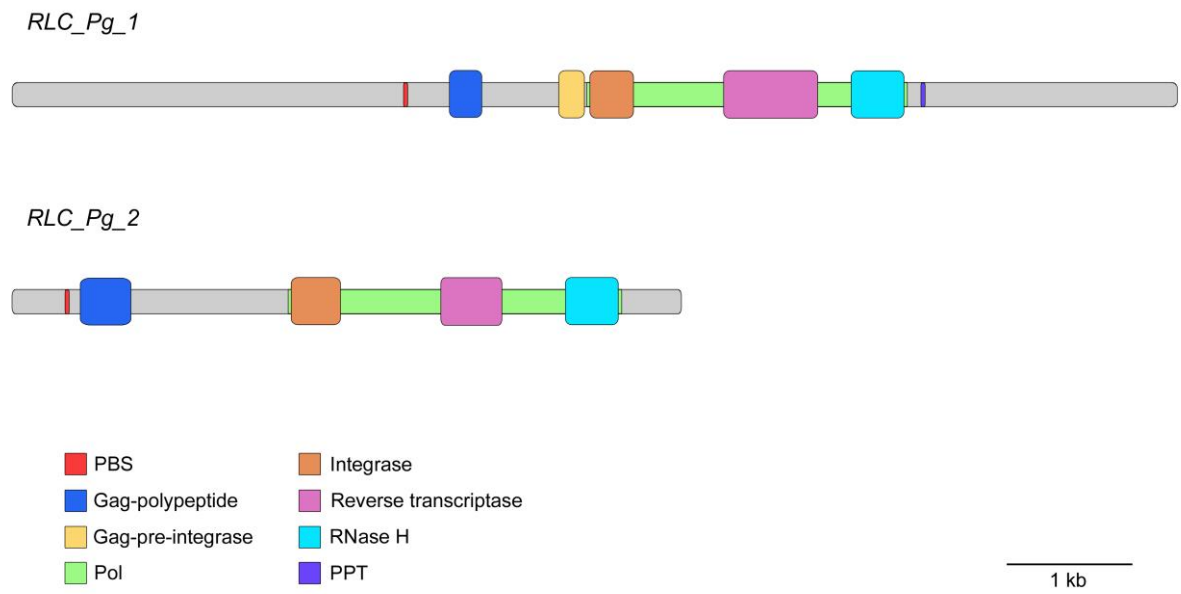 RLC_Pg_1
RLC_Pg_2
PBS
Gag-polypeptide
Gag-pre-integrase
Pol
Integrase
Reverse transcriptase
RNase H
PPT
1 kb